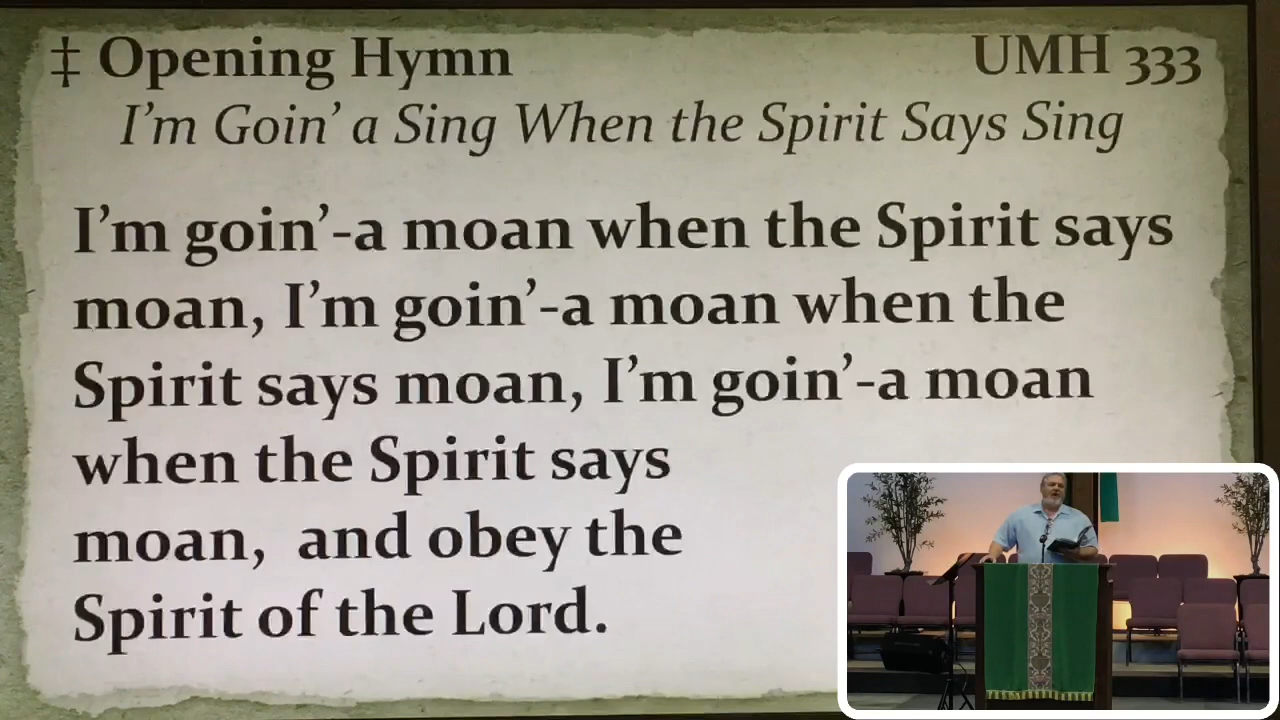 ‡ Opening Hymn UMH 333
I’m Goin’ a Sing When the Spirit Says Sing
I’m goin’-a moan when the Spirit says
moan, I’m goin’-a moan when the
Spirit says moan, I’m goin’-a moan
when the Spirit says
moan, and obey the
Spirit of the Lord.